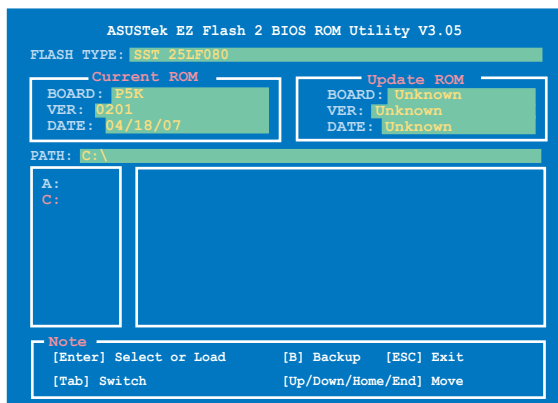 ASUSTek EZ Flash 2 BIOS ROM Utility V3.05
FLASH TYPE: SST 25LF080
Current ROM
BOARD: P5K
VER: 0201
DATE: 04/18/07
Update ROM
BOARD: Unknown
VER: Unknown
DATE: Unknown
PATH: C:\
A:
C:
Note
[Enter] Select or Load [B] Backup [ESC] Exit
[Tab] Switch [Up/Down/Home/End] Move